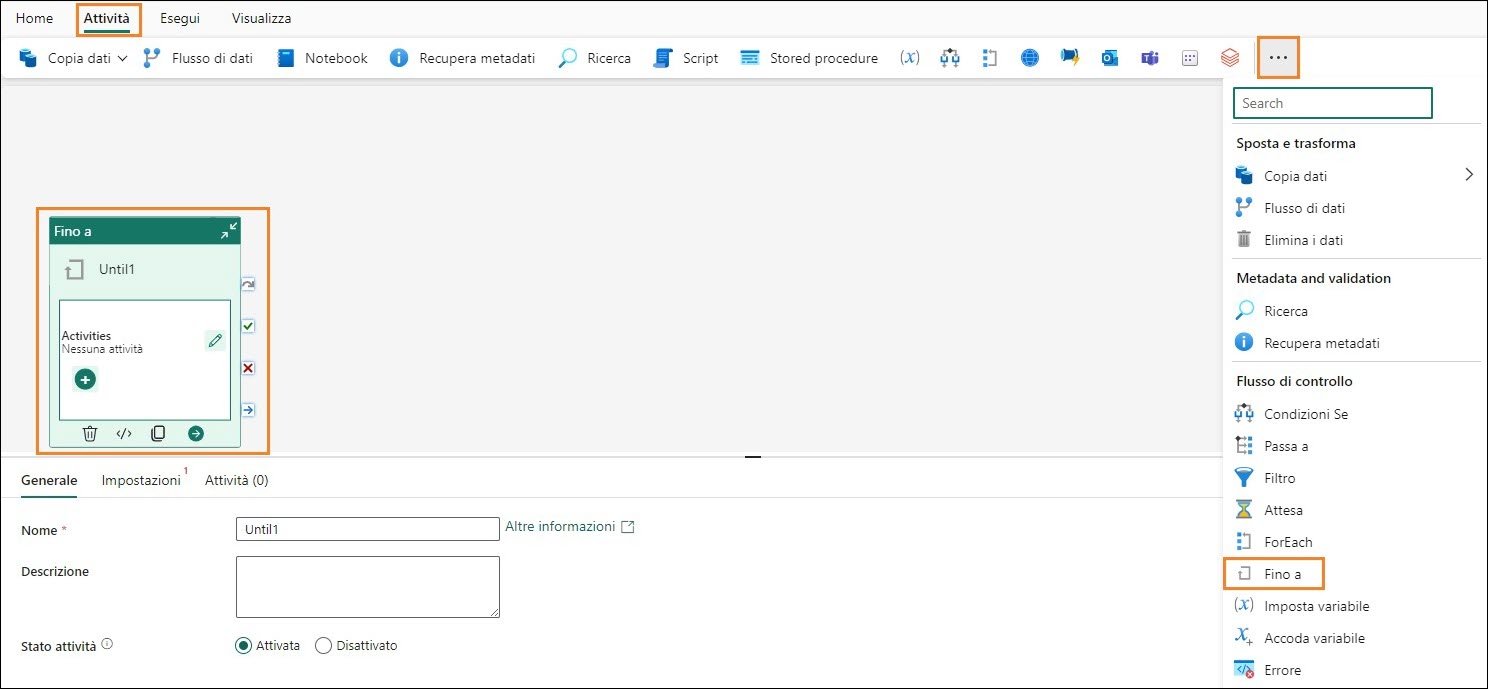 Home Attività Esegui Visualizza
Copia dati Flusso di dati Notebook Recupera metadati Ricerca Script Stored procedure (x) ...
Search
Sposta e trasforma
Copia dati
Flusso di dati
Elimina i dati
Metadata and validation
Ricerca
Recupera metadati
Flusso di controllo
Condizioni Se
Passa a
Filtro
Attesa
ForEach
Fino a
(x) Imposta variabile
Accoda variabile
Errore
Fino a
Until1
Activities
Nessuna attività
Generale Impostazioni 1 Attività (0)
Nome * Until1 Altre informazioni
Descrizione
Stato attività Attivata Disattivato